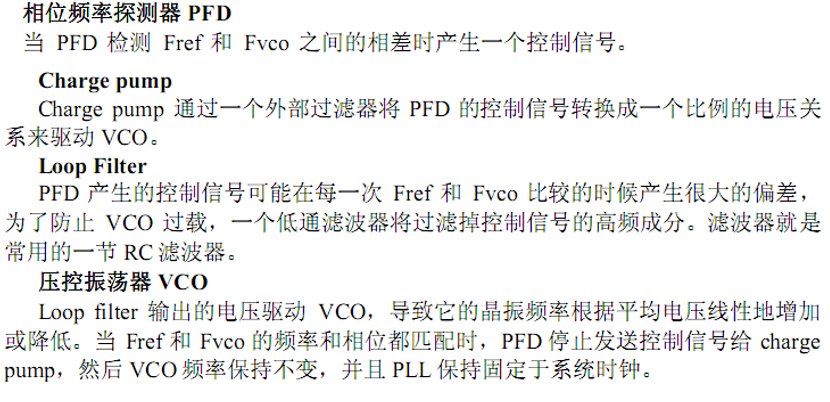 相位频率探测器 PFD
当 PFD 检测 Fref 和 Fvco 之间的相差时产生一个控制信号。
Charge pump
Charge pump 通过一个外部过滤器将 PFD 的控制信号转换成一个比例的电压关
系来驱动 VCO。
Loop Filter
PFD 产生的控制信号可能在每一次 Fref 和 Fvco 比较的时候产生很大的偏差，
为了防止 VCO 过载，一个低通滤波器将过滤掉控制信号的高频成分。滤波器就是
常用的一节 RC 滤波器。
压控振荡器 VCO
Loop filter 输出的电压驱动 VCO，导致它的晶振频率根据平均电压线性地增加
或降低。当 Fref 和 Fvco 的频率和相位都匹配时，PFD 停止发送控制信号给 charge
pump，然后 VCO 频率保持不变，并且 PLL 保持固定于系统时钟。